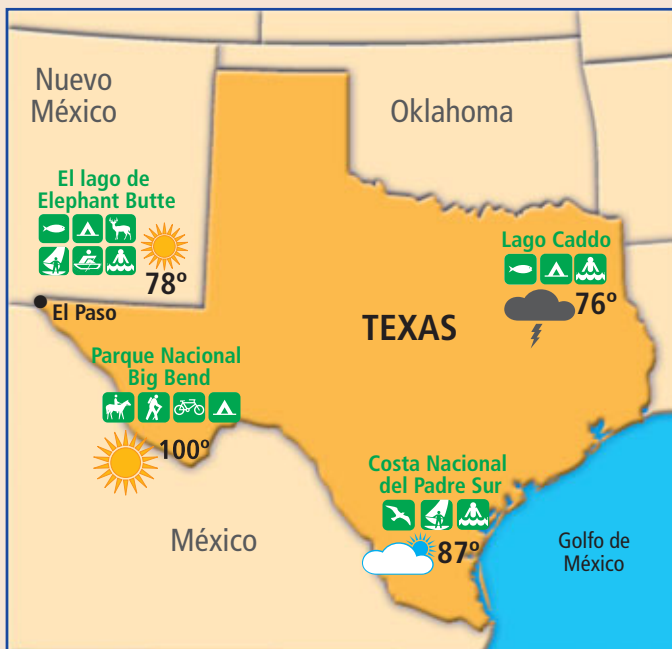 Nuevo
México
Oklahoma
El lago de
Elephant Butte
78º
El Paso
Lago Caddo
76º
TEXAS
Parque Nacional
Big Bend
100º
Costa Nacional
del Padre Sur
87º
México
Golfo de
México